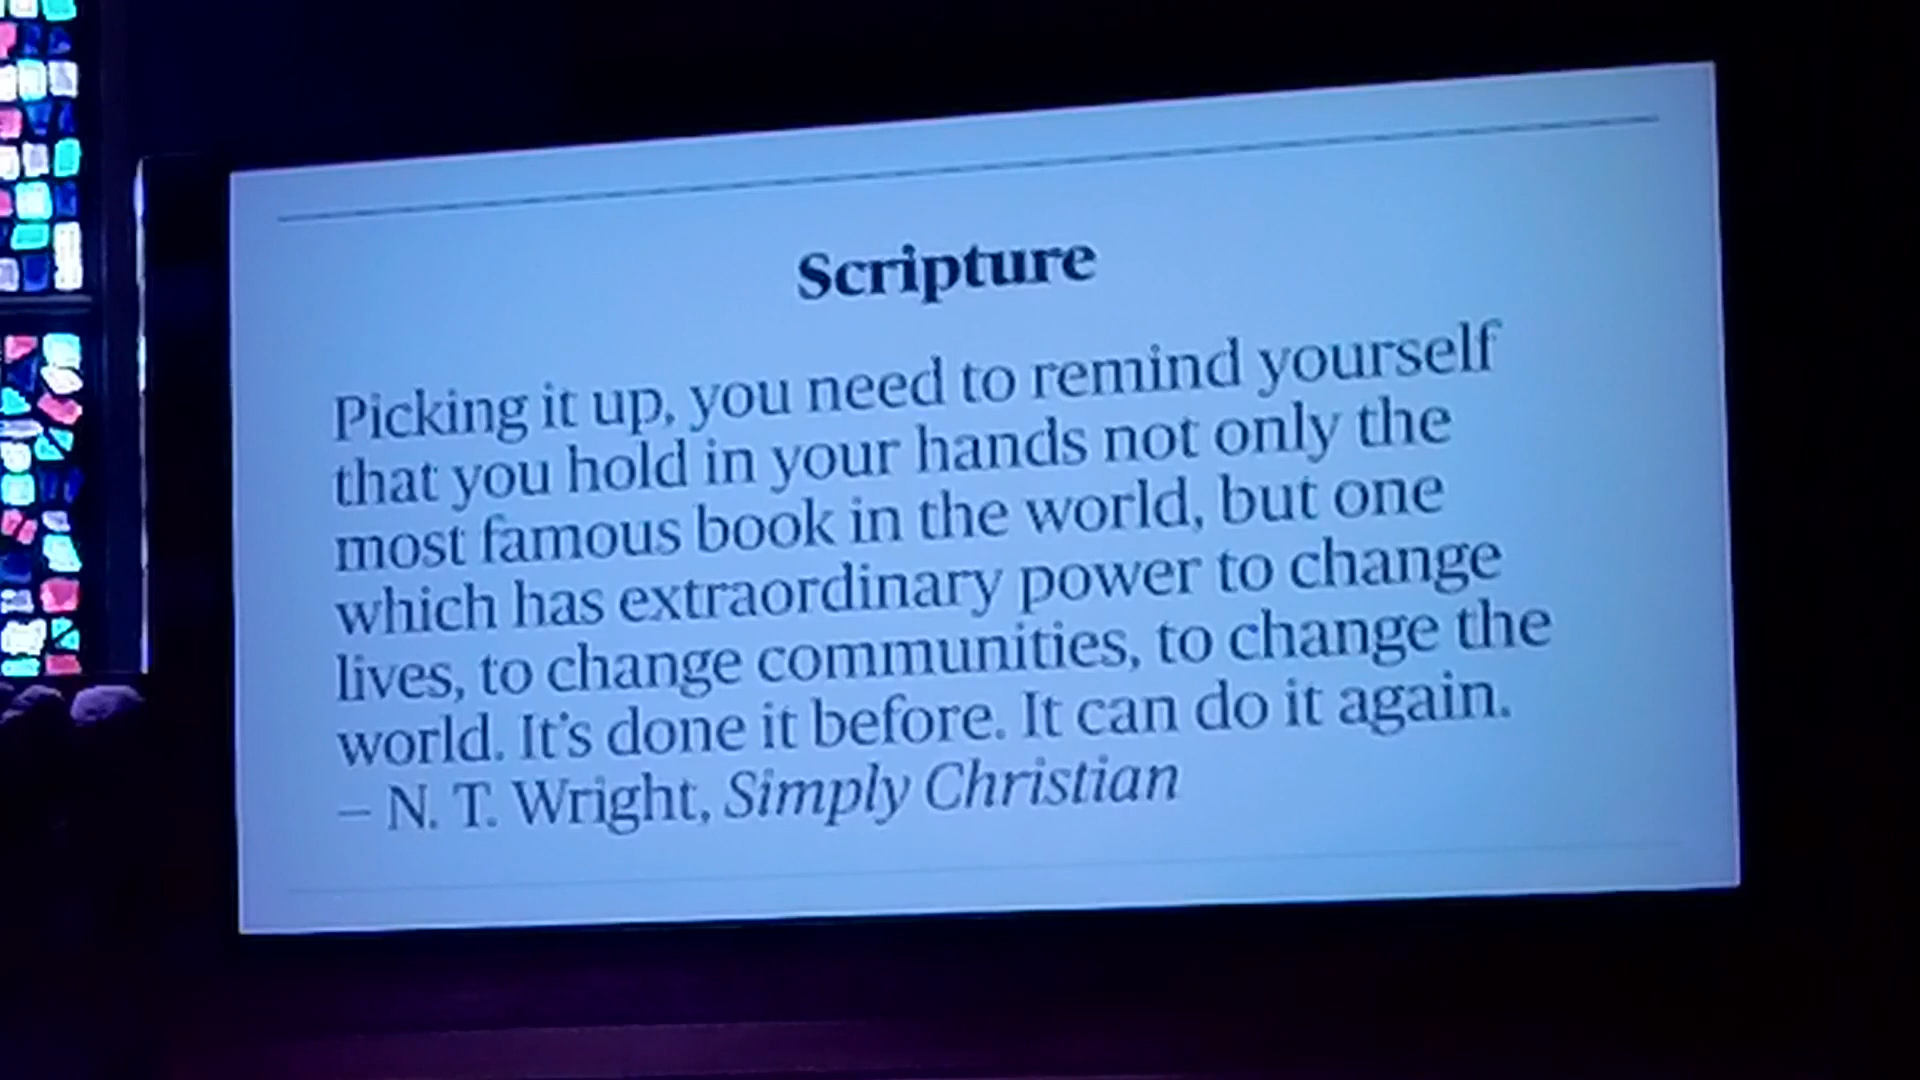 Scripture
Picking it up, you need to remind yourself
that you hold in your hands not only the
most famous book in the world, but one
which has extraordinary power to change
lives, to change communities, to change the
world. It's done it before. It can do it again.
– N. T. Wright, Simply Christian